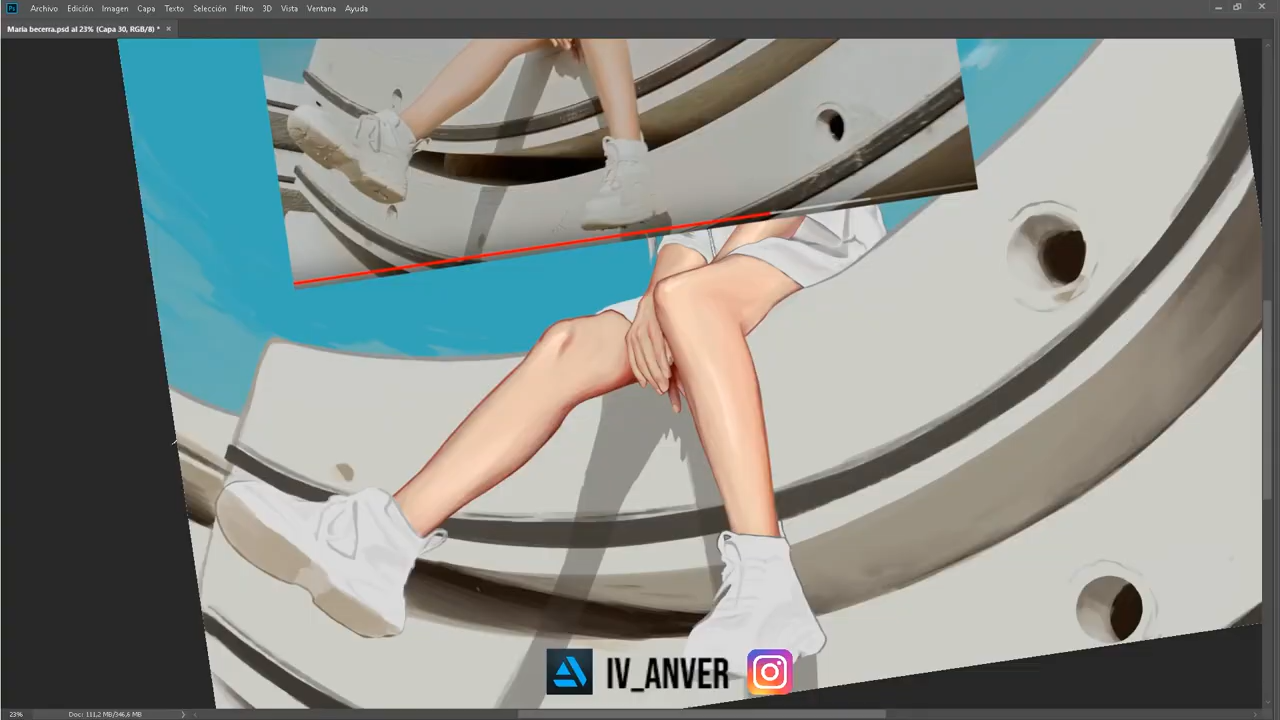 Archivo Edición Imagen Capa Texto Selección Filtro 3D Vista Ventana Ayuda
Maria becerra.psd al 23% (Capa 30, RGB/8) *
IV_ANVER
23% Doc: 111,2 MB/346,6 MB